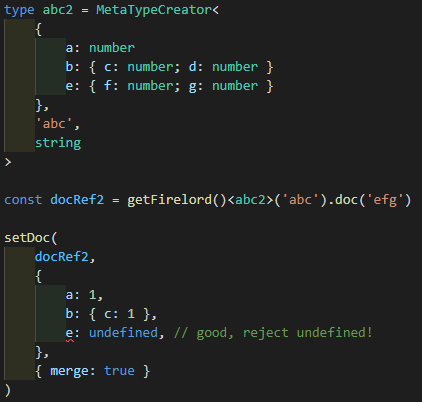 type abc2 = MetaTypeCreator<
{
a: number
b: { c: number; d: number }
e: { f: number; g: number }
},
'abc',
string
>
const docRef2 = getFirelord()<abc2>('abc').doc('efg')
setDoc(
docRef2,
{
a: 1,
b: { c: 1 },
e: undefined, // good, reject undefined!
},
{ merge: true }
)